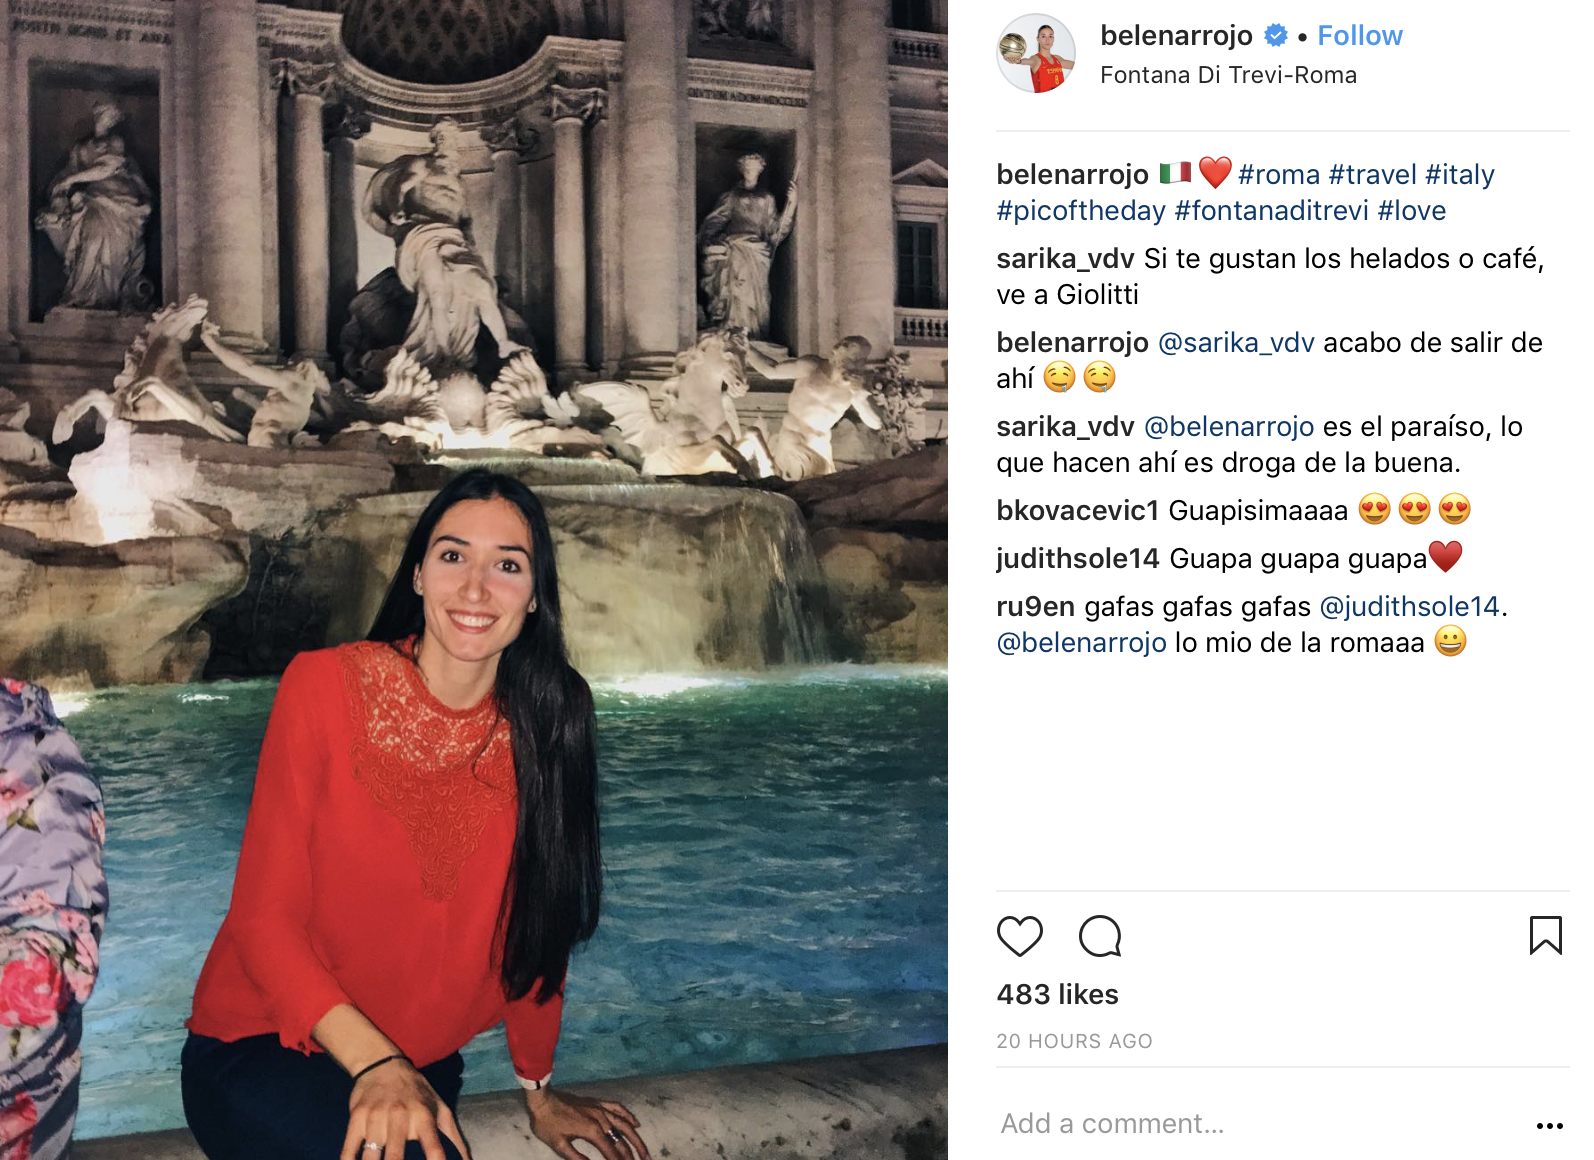 belenarrojo • Follow
Fontana Di Trevi-Roma
belenarrojo 🇮🇹❤️ #roma #travel #italy
#picoftheday #fontanaditrevi #love
sarika_vdv Si te gustan los helados o café,
ve a Giolitti
belenarrojo @sarika_vdv acabo de salir de
ahí 🤤🤤
sarika_vdv @belenarrojo es el paraíso, lo
que hacen ahí es droga de la buena.
bkovacevic1 Guapisimaaaa 😍😍😍
judithsole14 Guapa guapa guapa♥️
ru9en gafas gafas gafas @judithsole14.
@belenarrojo lo mio de la romaaa 😀
483 likes
20 HOURS AGO
Add a comment...